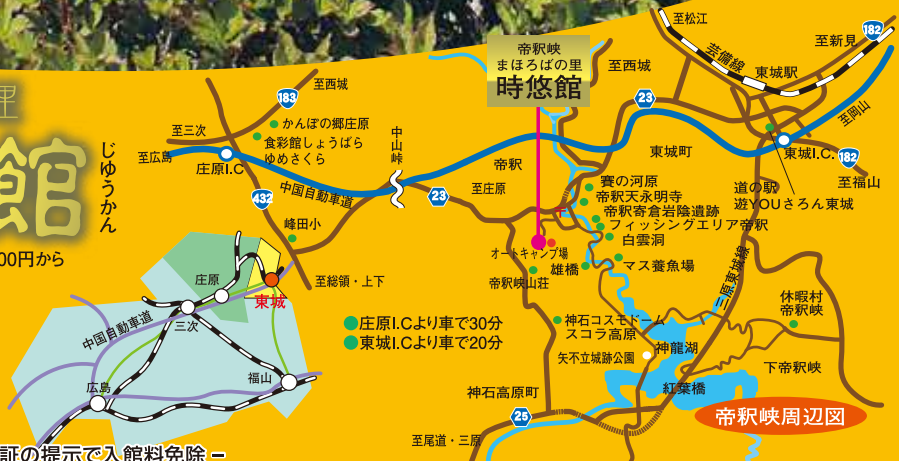 里
館
じゆうかん
00円から
証の提示で入館料免除 –
帝釈峡
まほろばの里
時悠館
至松江
芸備線
東城駅
至新見
182
至岡山
至西城
183
至西城
至三次
かんぽの郷庄原
食彩館しょうばら
ゆめさくら
至広島
庄原I.C
中国自動車道
中山峠
432
峰田小
至総領・上下
23
至庄原
帝釈
23
東城町
東城I.C.
182
至福山
道の駅
遊YOUさろん東城
賽の河原
帝釈天永明寺
帝釈寄倉岩陰遺跡
フィッシングエリア帝釈
白雲洞
オートキャンプ場
雄橋
マス養魚場
帝釈峡山荘
三原東城線
休暇村
帝釈峡
神石コスモドーム
スコラ高原
矢不立城跡公園
神龍湖
下帝釈峡
紅葉橋
神石高原町
25
至尾道・三原
帝釈峡周辺図
庄原I.Cより車で30分
東城I.Cより車で20分
庄原
東城
三次
中国自動車道
広島
福山